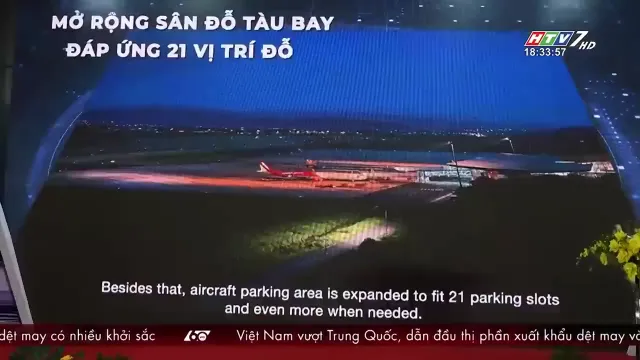 MỞ RỘNG SÂN ĐỖ TÀU BAY
ĐÁP ỨNG 21 VỊ TRÍ ĐỖ
HTV7 HD
18:33:57
Besides that, aircraft parking area is expanded to fit 21 parking slots
and even more when needed.
dệt may có nhiều khởi sắc 60 Việt Nam vượt Trung Quốc, dẫn đầu thị phần xuất khẩu dệt may và